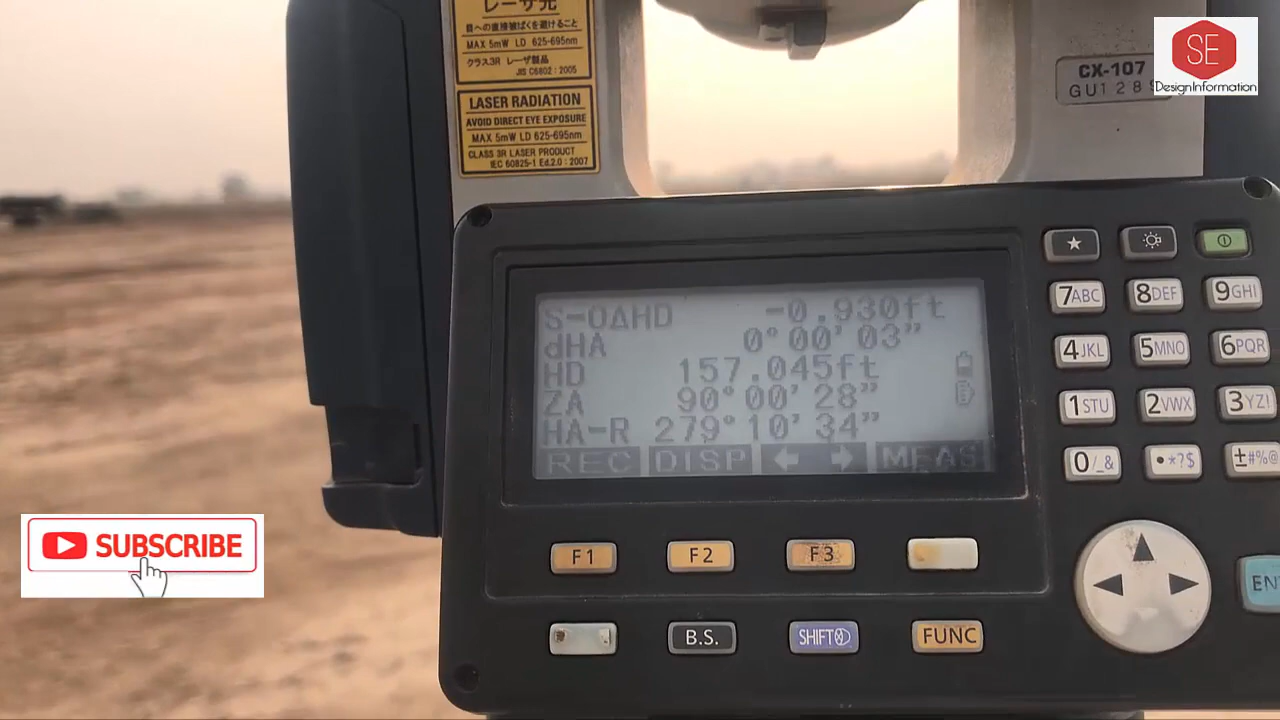 レーザ光
目への直接被ばくを避けること
MAX 5mW LD 625-695nm
クラス3R レーザ製品
JIS C6802:2005
LASER RADIATION
AVOID DIRECT EYE EXPOSURE
MAX 5mW LD 625-695nm
CLASS 3R LASER PRODUCT
IEC 60825-1 Ed.2.0:2007
CX-107
GU128
SE
DesignInformation
S-OΔHD -0.930ft
dHA 0°00'03"
HD 157.045ft
ZA 90°00'28"
HA-R 279°10'34"
REC DISP ← → MEAS
7ABC 8DEF 9GHI
4JKL 5MNO 6PQR
1STU 2VWX 3YZ!
0/_& •*?$ ±#%@
SUBSCRIBE
F1 F2 F3
B.S. SHIFT FUNC